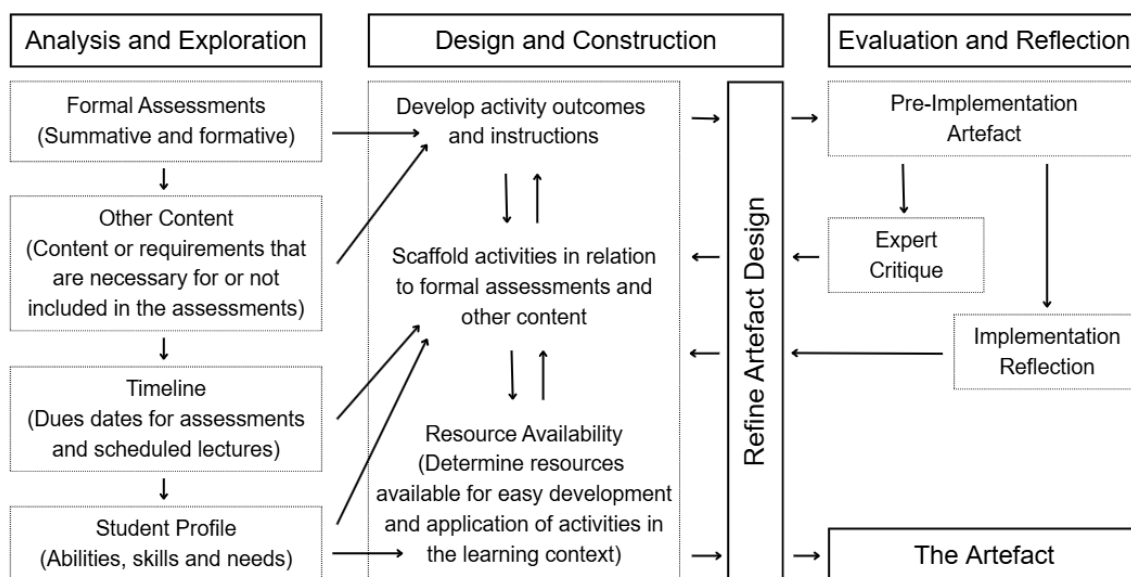 Analysis and Exploration
Formal Assessments
(Summative and formative)
Other Content
(Content or requirements that
are necessary for or not
included in the assessments)
Timeline
(Dues dates for assessments
and scheduled lectures)
Student Profile
(Abilities, skills and needs)
Design and Construction
Develop activity outcomes
and instructions
Scaffold activities in relation
to formal assessments and
other content
Resource Availability
(Determine resources
available for easy development
and application of activities in
the learning context)
Refine Artefact Design
Evaluation and Reflection
Pre-Implementation
Artefact
Expert
Critique
Implementation
Reflection
The Artefact